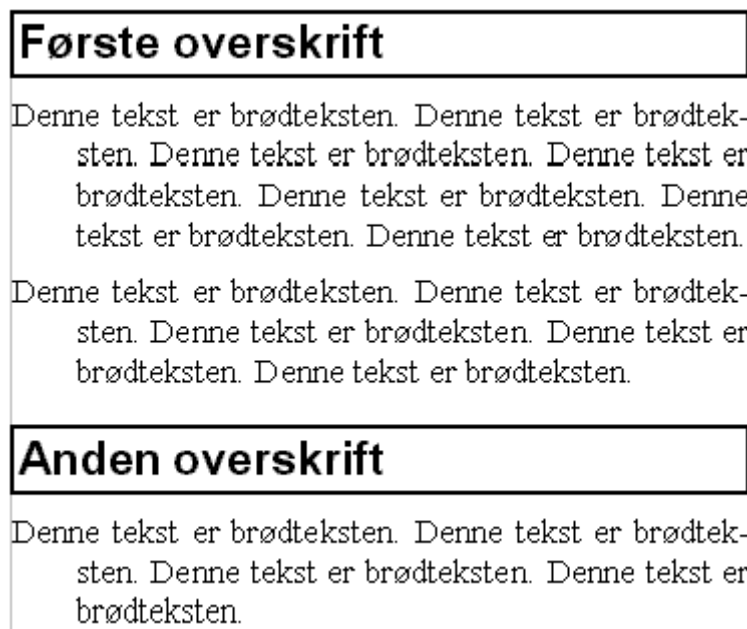 Første overskrift
Denne tekst er brødteksten. Denne tekst er brødtek-
sten. Denne tekst er brødteksten. Denne tekst er
brødteksten. Denne tekst er brødteksten. Denne
tekst er brødteksten. Denne tekst er brødteksten.
Denne tekst er brødteksten. Denne tekst er brødtek-
sten. Denne tekst er brødteksten. Denne tekst er
brødteksten. Denne tekst er brødteksten.
Anden overskrift
Denne tekst er brødteksten. Denne tekst er brødtek-
sten. Denne tekst er brødteksten. Denne tekst er
brødteksten.